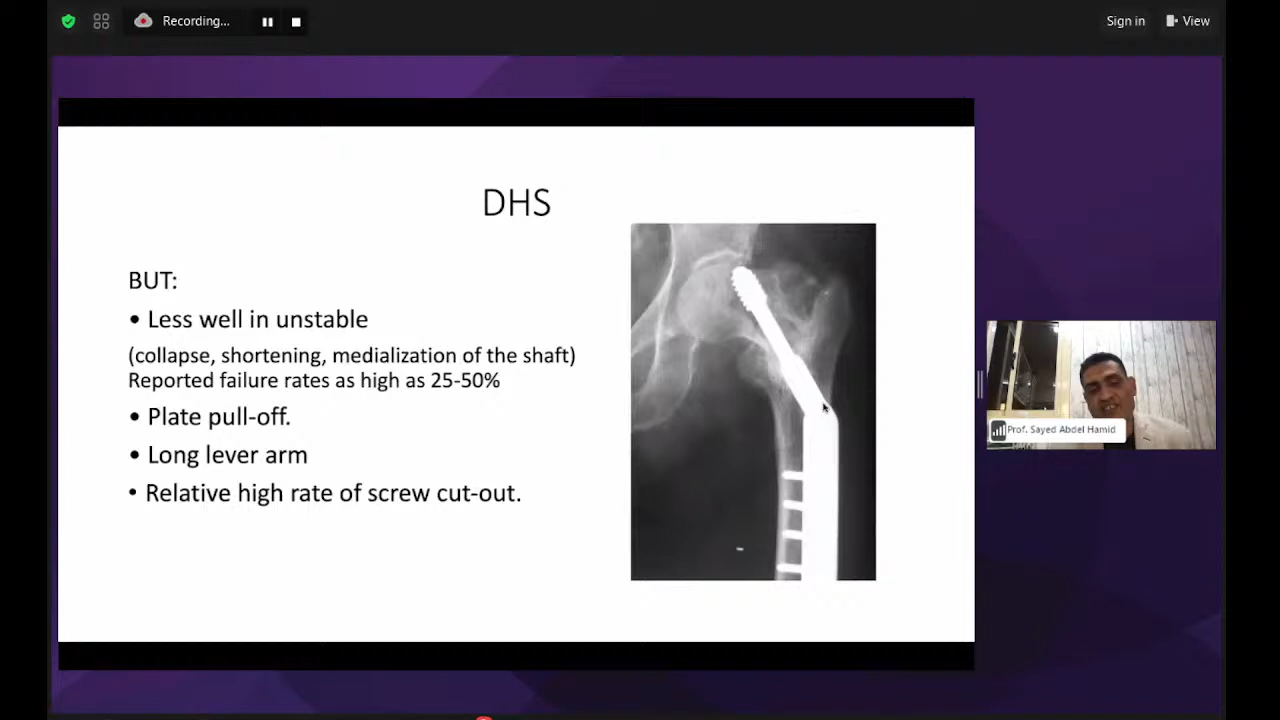 Recording...
Sign in
View
DHS
BUT:
• Less well in unstable
(collapse, shortening, medialization of the shaft)
Reported failure rates as high as 25-50%
• Plate pull-off.
• Long lever arm
• Relative high rate of screw cut-out.
Prof. Sayed Abdel Hamid